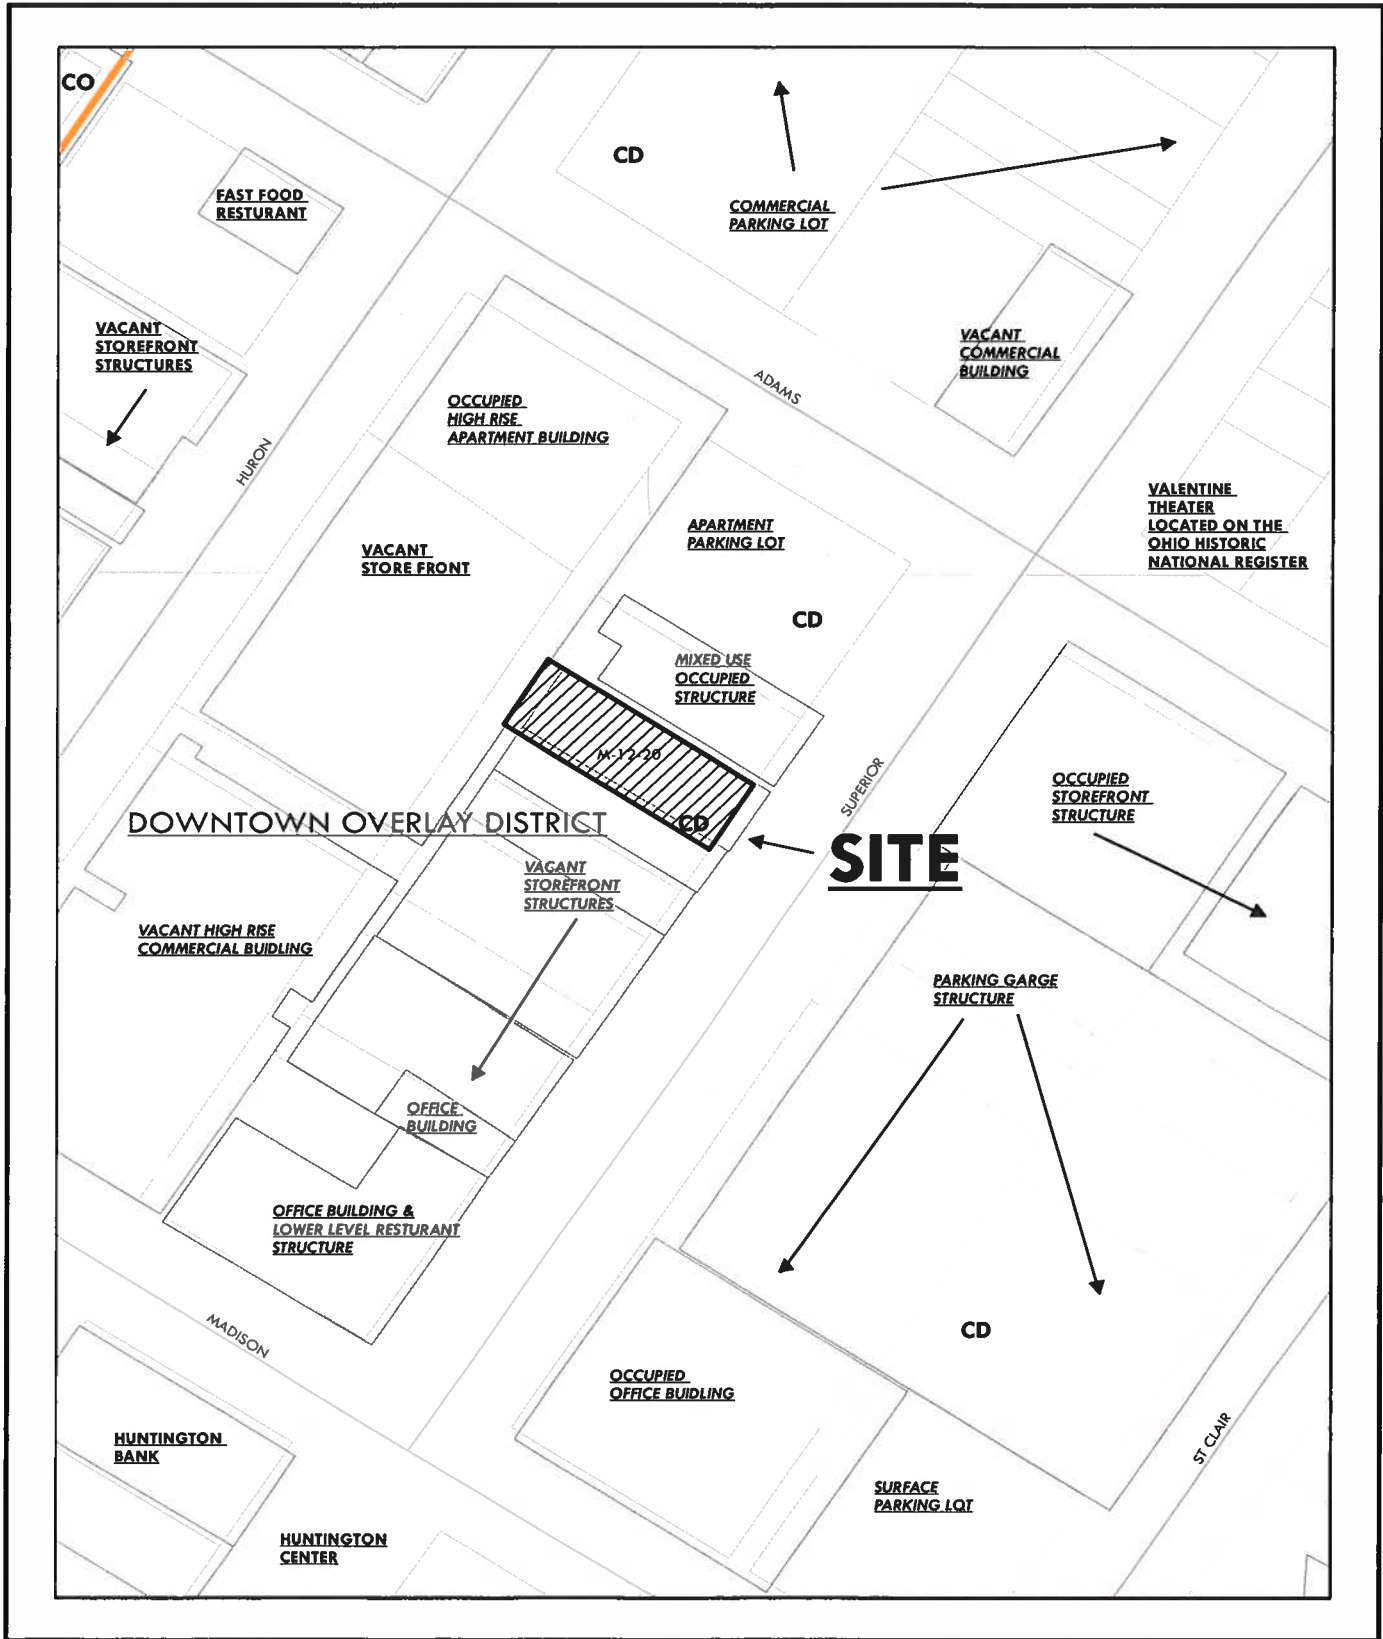 CO
CD
FAST FOOD
RESTURANT
COMMERCIAL
PARKING LOT
VACANT
STOREFRONT
STRUCTURES
VACANT
COMMERCIAL
BUILDING
ADAMS
OCCUPIED
HIGH RISE
APARTMENT BUILDING
HURON
VALENTINE
THEATER
LOCATED ON THE
OHIO HISTORIC
NATIONAL REGISTER
APARTMENT
PARKING LOT
VACANT
STORE FRONT
CD
MIXED USE
OCCUPIED
STRUCTURE
M-12-20
SUPERIOR
OCCUPIED
STOREFRONT
STRUCTURE
DOWNTOWN OVERLAY DISTRICT
CD
SITE
VACANT
STOREFRONT
STRUCTURES
VACANT HIGH RISE
COMMERCIAL BUIDLING
PARKING GARGE
STRUCTURE
OFFICE
BUILDING
OFFICE BUILDING &
LOWER LEVEL RESTURANT
STRUCTURE
MADISON
CD
OCCUPIED
OFFICE BUIDLING
ST CLAIR
HUNTINGTON
BANK
SURFACE
PARKING LOT
HUNTINGTON
CENTER